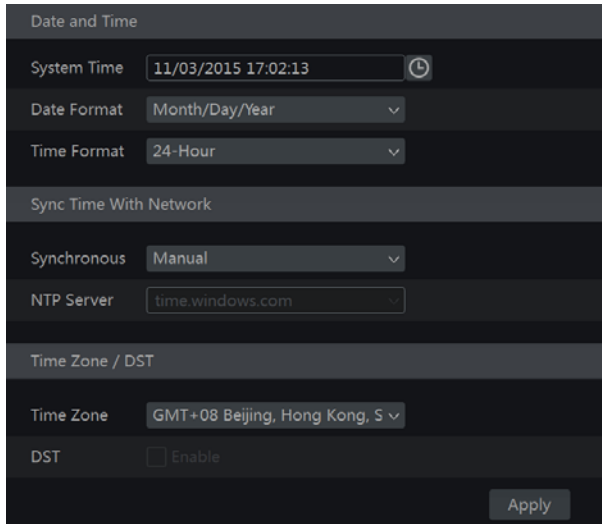 Date and Time
System Time 11/03/2015 17:02:13
Date Format Month/Day/Year
Time Format 24-Hour
Sync Time With Network
Synchronous Manual
NTP Server time.windows.com
Time Zone / DST
Time Zone GMT+08 Beijing, Hong Kong, S
DST Enable
Apply